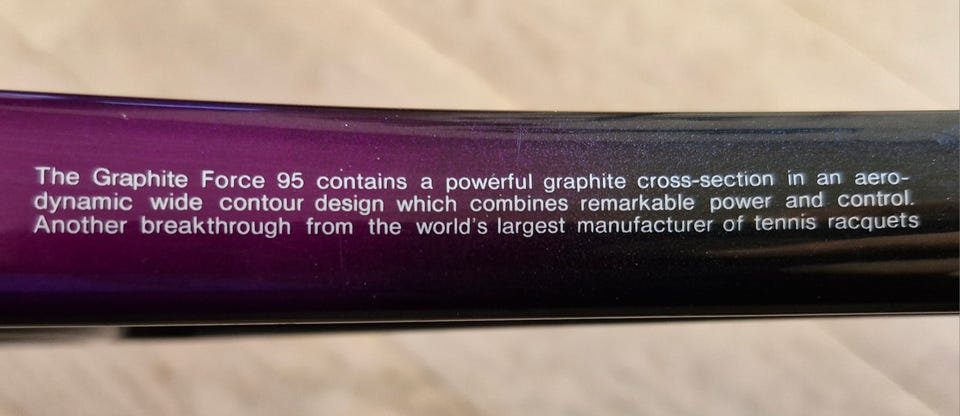 The Graphite Force 95 contains a powerful graphite cross-section in an aero-
dynamic wide contour design which combines remarkable power and control.
Another breakthrough from the world's largest manufacturer of tennis racquets